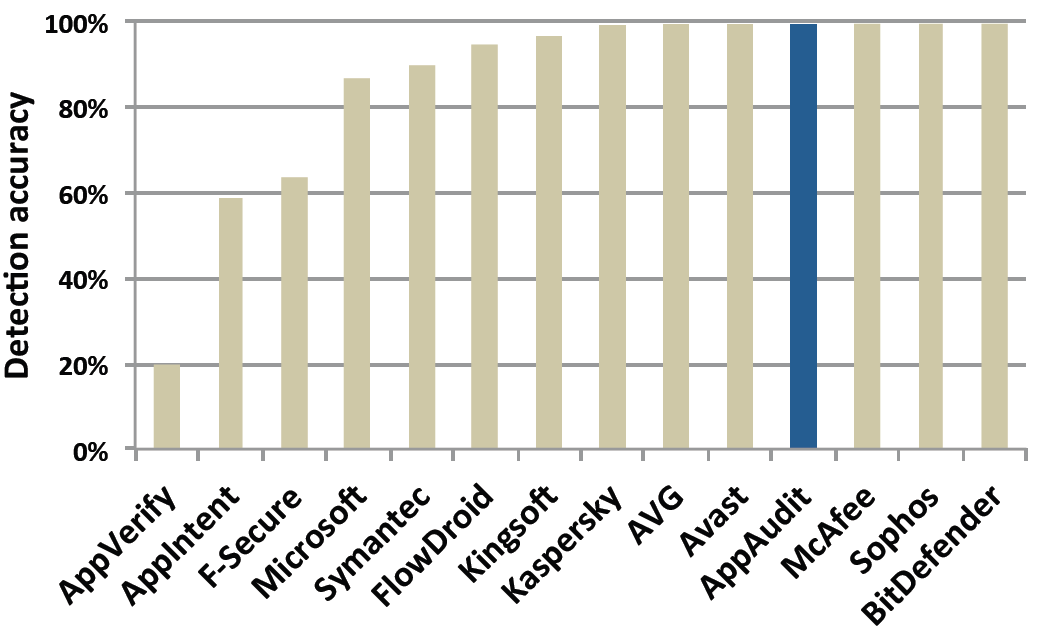 Detection accuracy
100%
80%
60%
40%
20%
0%
AppVerify
AppIntent
F-Secure
Microsoft
Symantec
FlowDroid
Kingsoft
Kaspersky
AVG
Avast
AppAudit
McAfee
Sophos
BitDefender